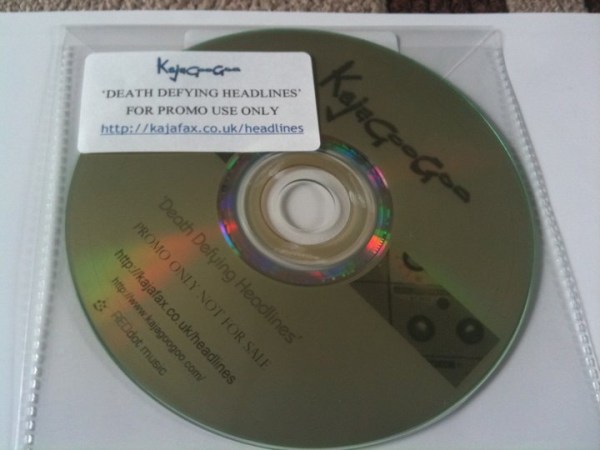 KajaGooGoo
'DEATH DEFYING HEADLINES'
FOR PROMO USE ONLY
http://kajafax.co.uk/headlines
KajaGooGoo
'Death Defying Headlines'
PROMO ONLY NOT FOR SALE
http://kajafax.co.uk/headlines
http://www.kajagoogoo.com/
REDdot music